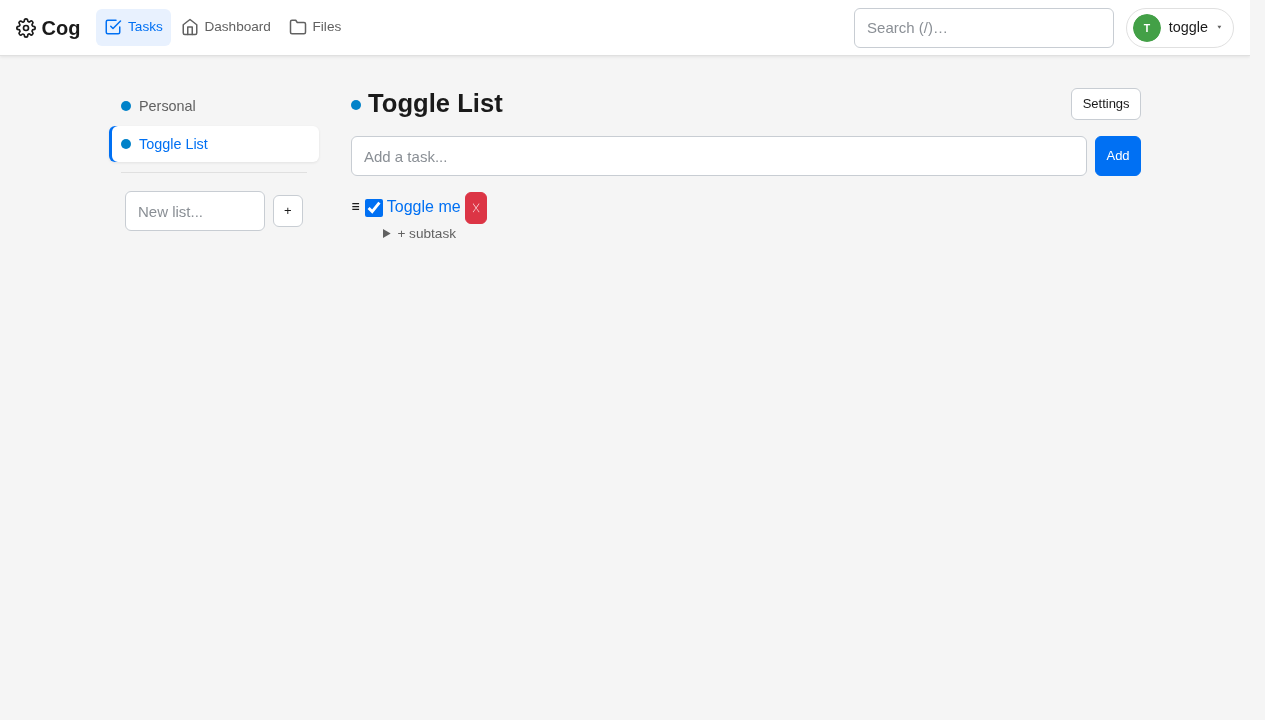 Cog
Tasks
Dashboard
Files
Search (/)…
T
toggle
Personal
Toggle List
New list...
+
Toggle List
Settings
Add a task...
Add
Toggle me
X
+ subtask